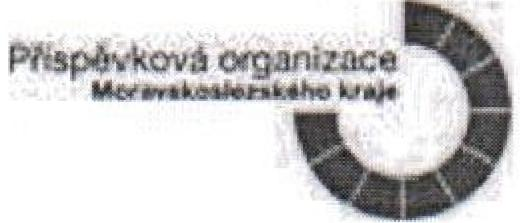 Příspěvková organizace
Moravskoslezského kraje